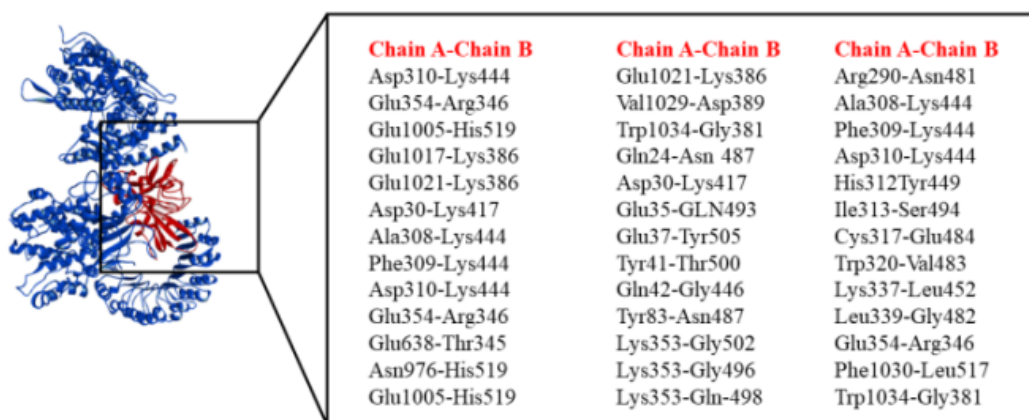 Chain A-Chain B
Asp310-Lys444
Glu354-Arg346
Glu1005-His519
Glu1017-Lys386
Glu1021-Lys386
Asp30-Lys417
Ala308-Lys444
Phe309-Lys444
Asp310-Lys444
Glu354-Arg346
Glu638-Thr345
Asn976-His519
Glu1005-His519
Chain A-Chain B
Glu1021-Lys386
Val1029-Asp389
Trp1034-Gly381
Gln24-Asn 487
Asp30-Lys417
Glu35-GLN493
Glu37-Tyr505
Tyr41-Thr500
Gln42-Gly446
Tyr83-Asn487
Lys353-Gly502
Lys353-Gly496
Lys353-Gln-498
Chain A-Chain B
Arg290-Asn481
Ala308-Lys444
Phe309-Lys444
Asp310-Lys444
His312Tyr449
Ile313-Ser494
Cys317-Glu484
Trp320-Val483
Lys337-Leu452
Leu339-Gly482
Glu354-Arg346
Phe1030-Leu517
Trp1034-Gly381